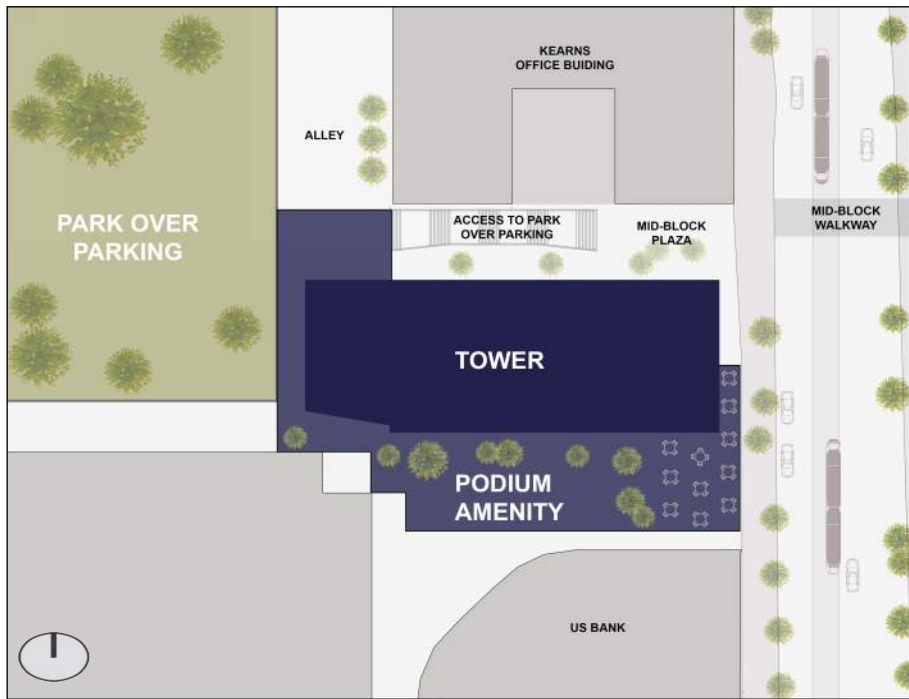 KEARNS
OFFICE BUIDING
ALLEY
PARK OVER
PARKING
ACCESS TO PARK
OVER PARKING
MID-BLOCK
PLAZA
MID-BLOCK
WALKWAY
TOWER
PODIUM
AMENITY
US BANK